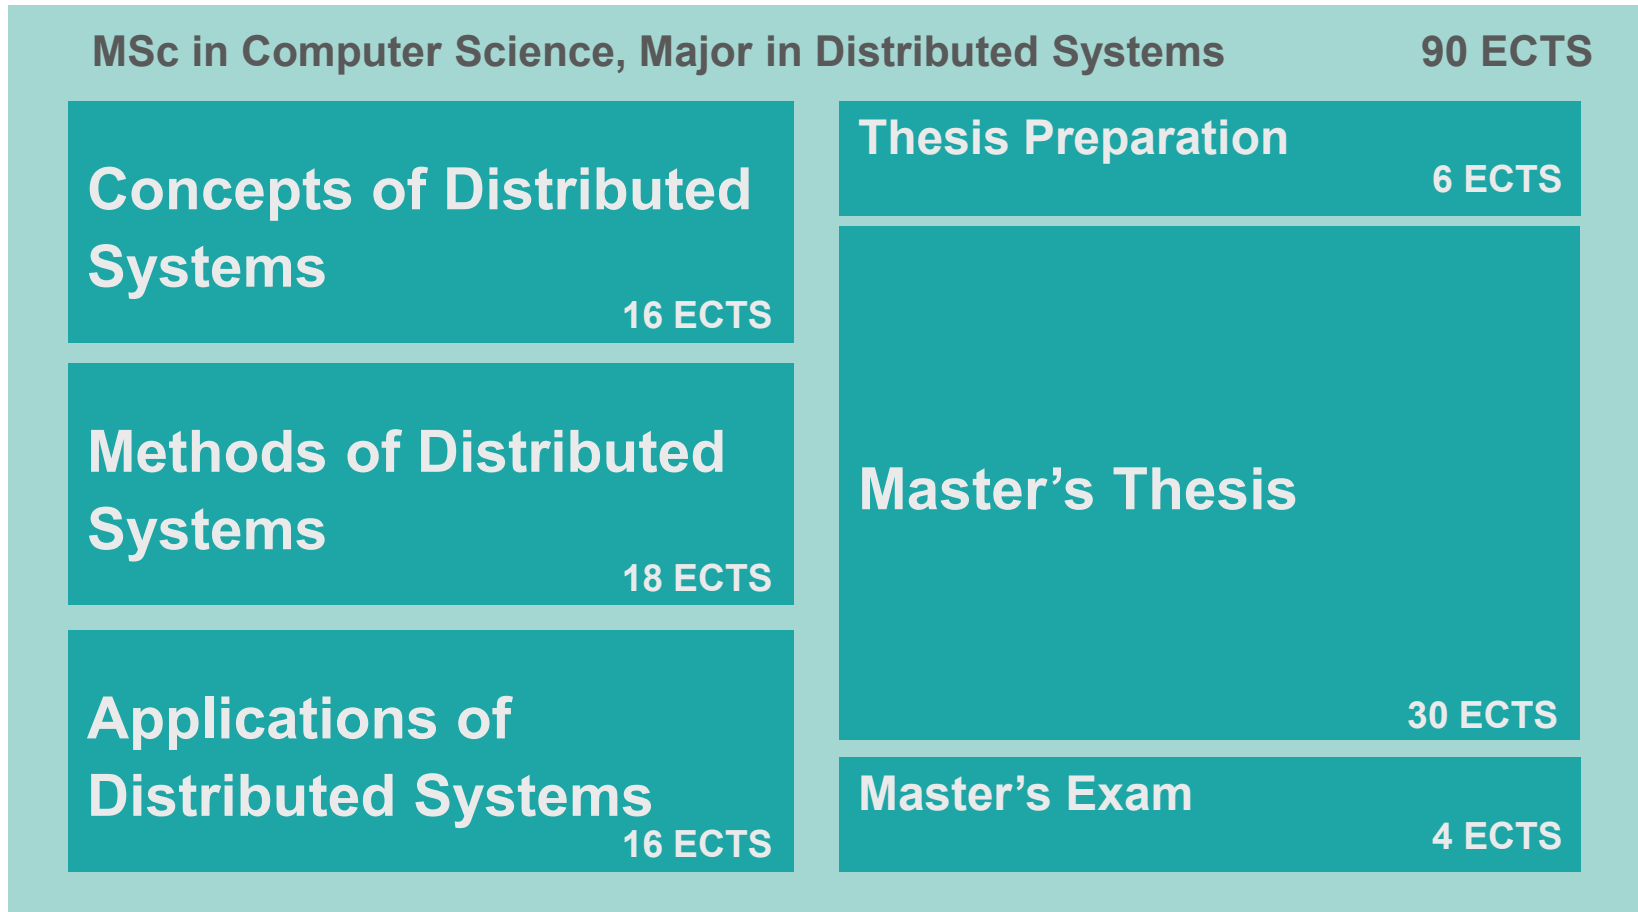 MSc in Computer Science, Major in Distributed Systems 90 ECTS
Concepts of Distributed
Systems
16 ECTS
Methods of Distributed
Systems
18 ECTS
Applications of
Distributed Systems
16 ECTS
Thesis Preparation
6 ECTS
Master’s Thesis
30 ECTS
Master’s Exam
4 ECTS